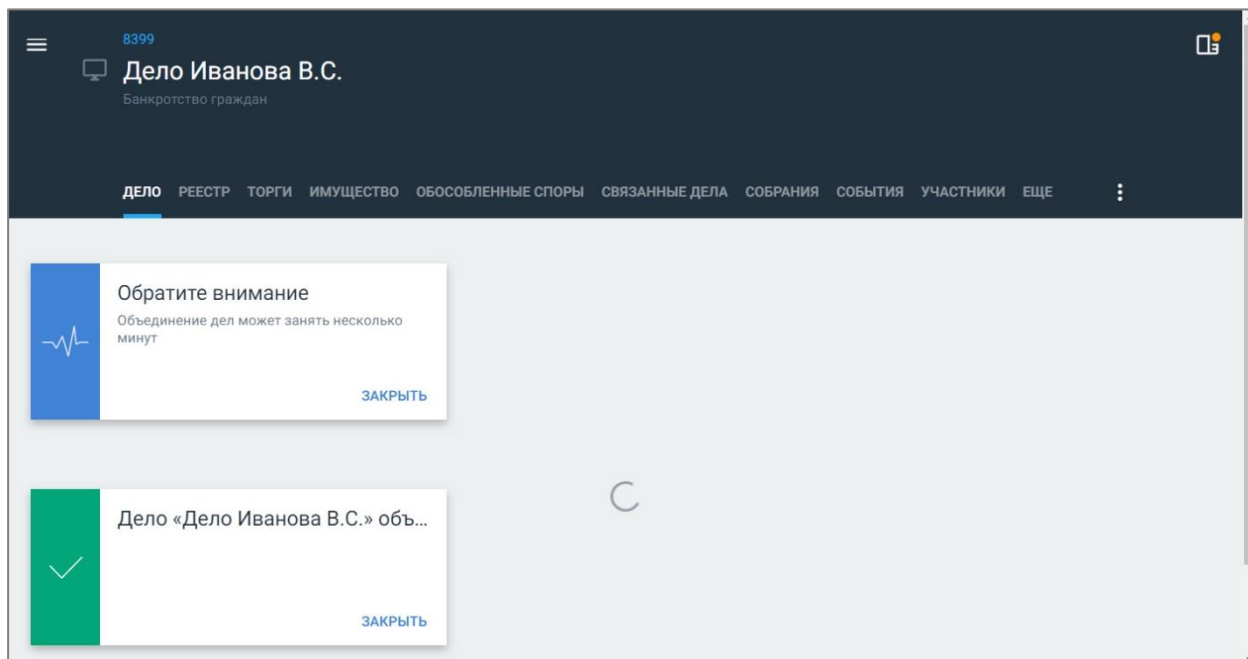 8399
Дело Иванова В.С.
Банкротство граждан
ДЕЛО РЕЕСТР ТОРГИ ИМУЩЕСТВО ОБОСОБЛЕННЫЕ СПОРЫ СВЯЗАННЫЕ ДЕЛА СОБРАНИЯ СОБЫТИЯ УЧАСТНИКИ ЕЩЕ
Обратите внимание
Объединение дел может занять несколько
минут
ЗАКРЫТЬ
Дело «Дело Иванова В.С.» объ...
ЗАКРЫТЬ